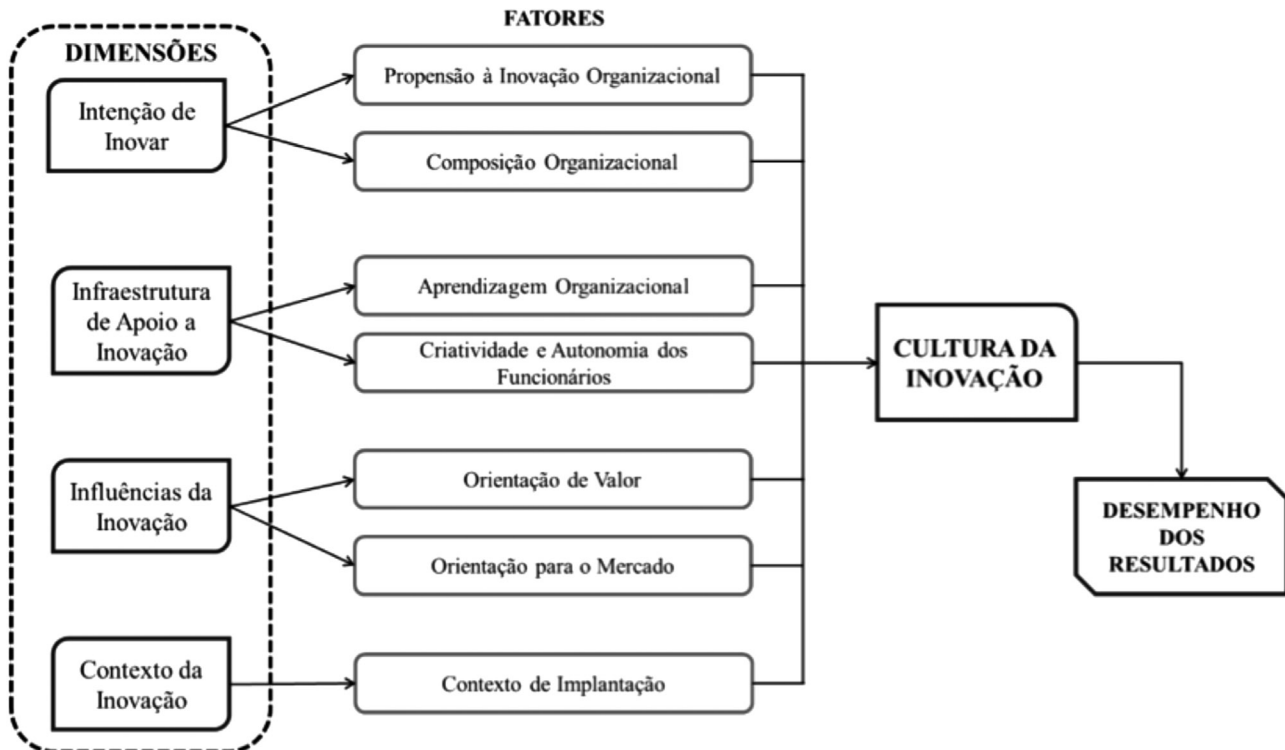 FATORES
DIMENSÕES
Intenção de
Inovar
Propensão à Inovação Organizacional
Composição Organizacional
Infraestrutura
de Apoio a
Inovação
Aprendizagem Organizacional
Criatividade e Autonomia dos
Funcionários
Influências da
Inovação
Orientação de Valor
Orientação para o Mercado
Contexto da
Inovação
Contexto de Implantação
CULTURA DA
INOVAÇÃO
DESEMPENHO
DOS
RESULTADOS